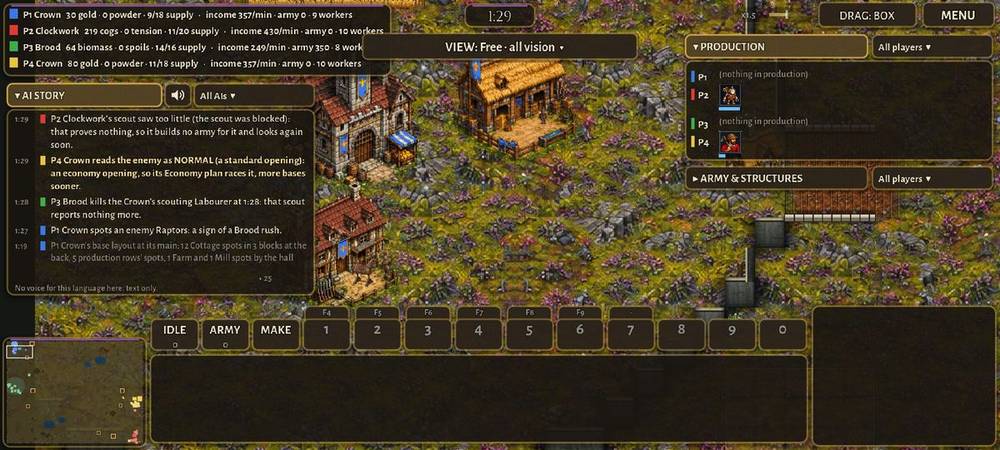 P1 Crown 30 gold · 0 powder · 9/18 supply · income 357/min · army 0 · 9 workers
P2 Clockwork 219 cogs · 0 tension · 11/20 supply · income 430/min · army 0 · 10 workers
P3 Brood 64 biomass · 0 spoils · 14/16 supply · income 249/min · army 350 · 8 work
P4 Crown 80 gold · 0 powder · 11/18 supply · income 357/min · army 0 · 10 workers
1:29
x1.5
DRAG: BOX
MENU
VIEW: Free · all vision ▾
▾ PRODUCTION
All players ▾
P1 (nothing in production)
P2
P3 (nothing in production)
P4
▸ ARMY & STRUCTURES
All players ▾
▾ AI STORY
All AIs ▾
1:29 P2 Clockwork's scout saw too little (the scout was blocked):
that proves nothing, so it builds no army for it and looks again
soon.
1:29 P4 Crown reads the enemy as NORMAL (a standard opening):
an economy opening, so its Economy plan races it, more bases
sooner.
1:28 P3 Brood kills the Crown's scouting Labourer at 1:28: that scout
reports nothing more.
1:27 P1 Crown spots an enemy Raptors: a sign of a Brood rush.
1:19 P1 Crown's base layout at its main: 12 Cottage spots in 3 blocks at the
back, 5 production rows' spots, 1 Farm and 1 Mill spots by the hall
· 25
No voice for this language here: text only.
IDLE
0
ARMY
0
MAKE
F4 F5 F6 F7 F8 F9
1 2 3 4 5 6 7 8 9 0